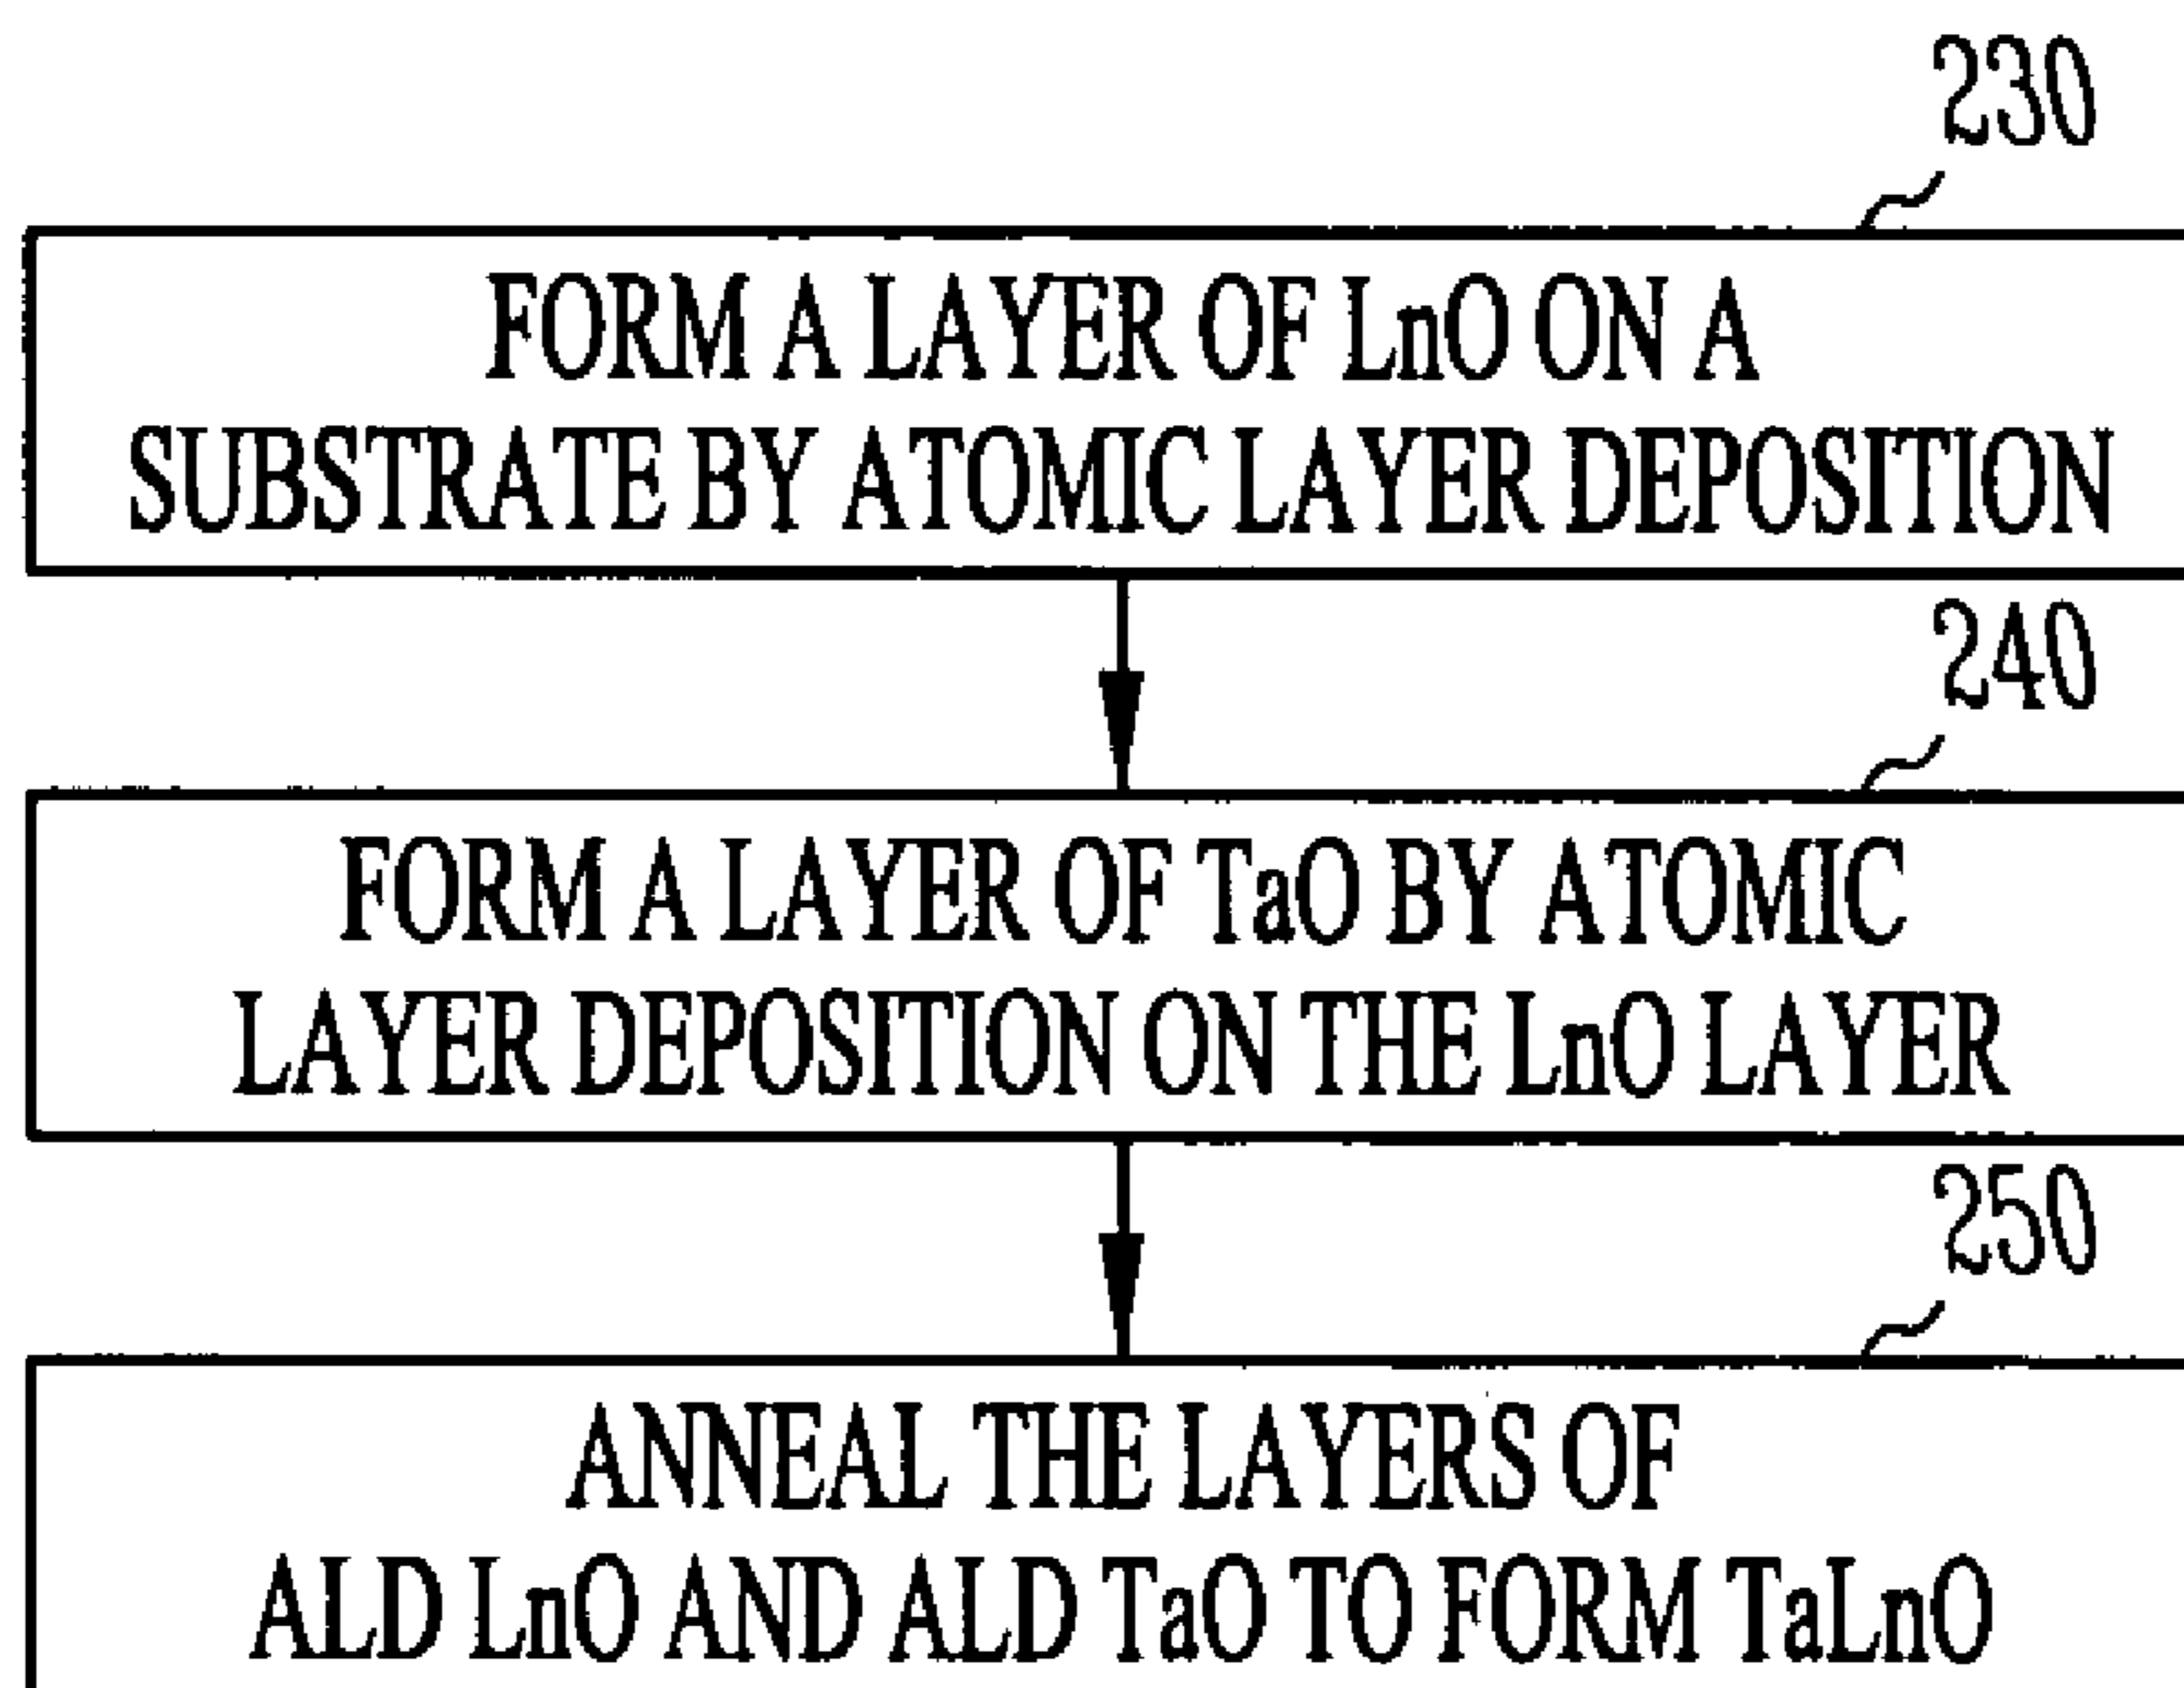 230
FORM A LAYER OF LnO ON A
SUBSTRATE BY ATOMIC LAYER DEPOSITION
240
FORM A LAYER OF TaO BY ATOMIC
LAYER DEPOSITION ON THE LnO LAYER
250
ANNEAL THE LAYERS OF
ALD LnO AND ALD TaO TO FORM TaLnO